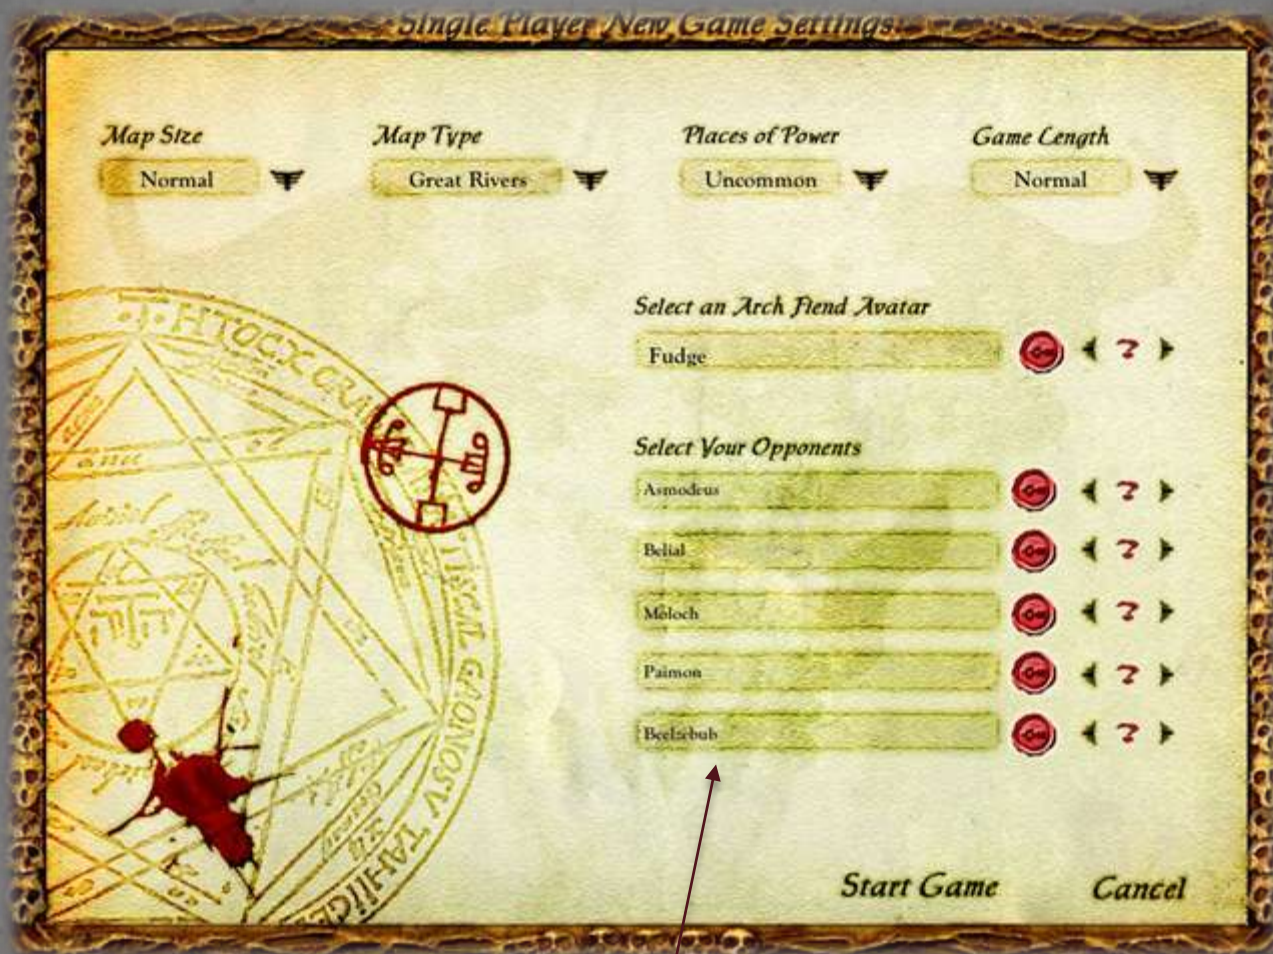 Single Player New Game Settings
Map Size
Map Type
Places of Power
Game Length
Normal
Great Rivers
Uncommon
Normal
Select an Arch Fiend Avatar
Fudge
?
Select Your Opponents
Asmodeus
?
Belial
?
Moloch
?
Paimon
?
Beelzebub
?
Start Game
Cancel